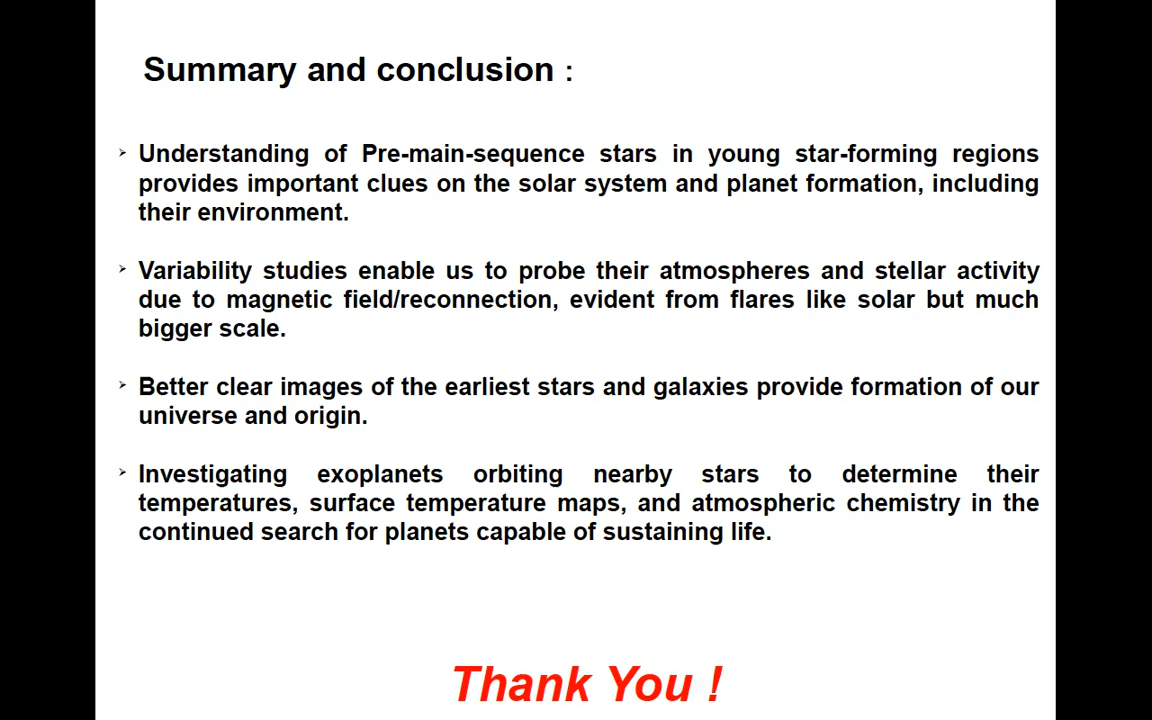 Summary and conclusion :
➢ Understanding of Pre-main-sequence stars in young star-forming regions
provides important clues on the solar system and planet formation, including
their environment.
➢ Variability studies enable us to probe their atmospheres and stellar activity
due to magnetic field/reconnection, evident from flares like solar but much
bigger scale.
➢ Better clear images of the earliest stars and galaxies provide formation of our
universe and origin.
➢ Investigating exoplanets orbiting nearby stars to determine their
temperatures, surface temperature maps, and atmospheric chemistry in the
continued search for planets capable of sustaining life.
Thank You !